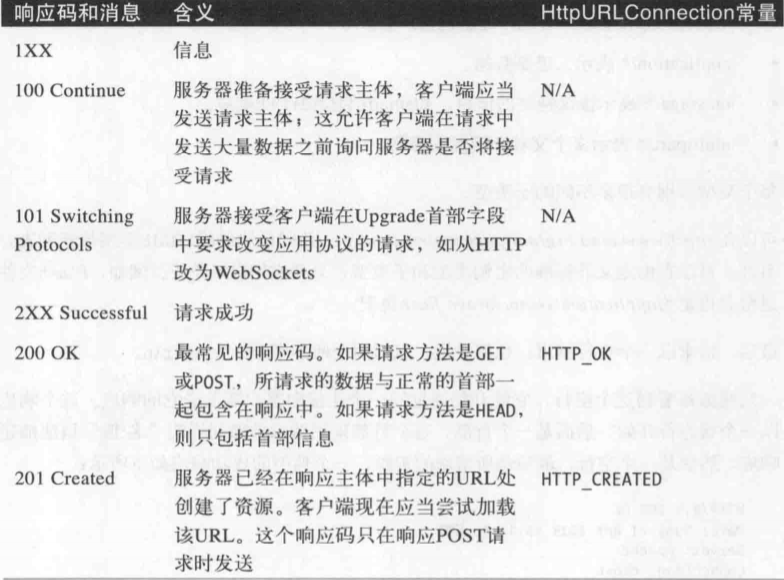 响应码和消息 含义 HttpURLConnection常量
1XX 信息
100 Continue 服务器准备接受请求主体，客户端应当 N/A
发送请求主体；这允许客户端在请求中
发送大量数据之前询问服务器是否将接
受请求
101 Switching 服务器接受客户端在Upgrade首部字段 N/A
Protocols 中要求改变应用协议的请求，如从HTTP
改为WebSockets
2XX Successful 请求成功
200 OK 最常见的响应码。如果请求方法是GET HTTP_OK
或POST，所请求的数据与正常的首部一
起包含在响应中。如果请求方法是HEAD，
则只包括首部信息。
201 Created 服务器已经在响应主体中指定的URL处 HTTP_CREATED
创建了资源。客户端现在应当尝试加载
该URL。这个响应码只在响应POST请
求时发送